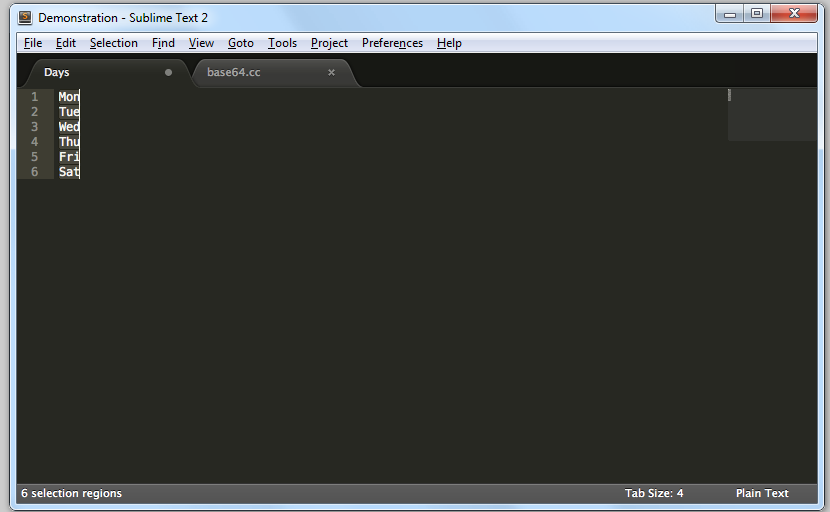 Demonstration - Sublime Text 2
File Edit Selection Find View Goto Tools Project Preferences Help
Days base64.cc
1 Mon
2 Tue
3 Wed
4 Thu
5 Fri
6 Sat
6 selection regions Tab Size: 4 Plain Text